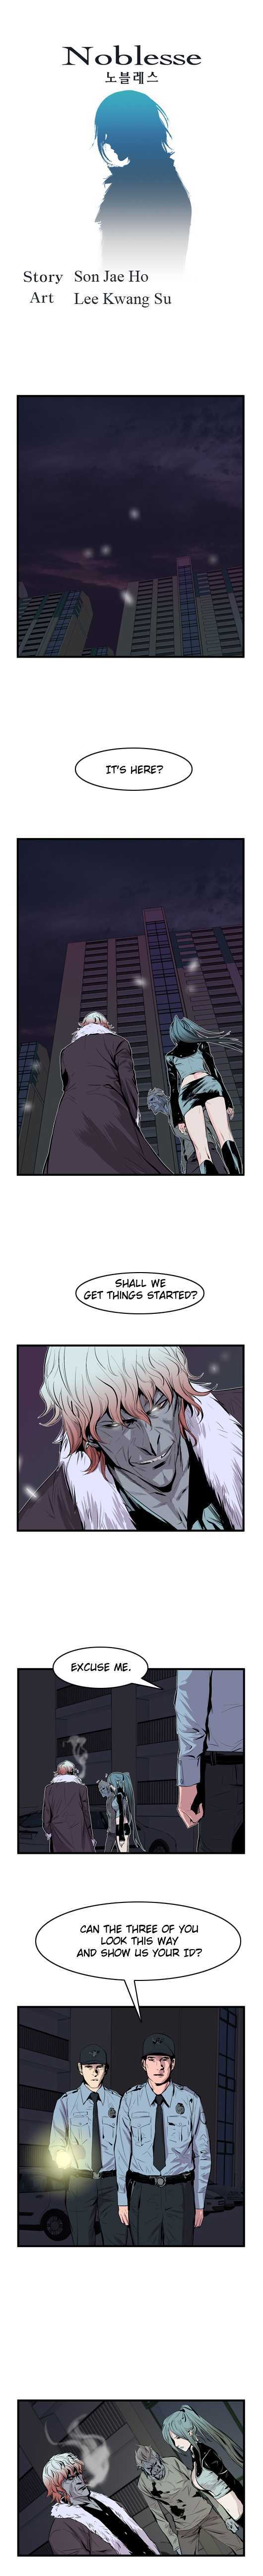 Noblesse
노블레스
Story Son Jae Ho
Art Lee Kwang Su
IT'S HERE?
SHALL WE
GET THINGS STARTED?
EXCUSE ME.
CAN THE THREE OF YOU
LOOK THIS WAY
AND SHOW US YOUR ID?